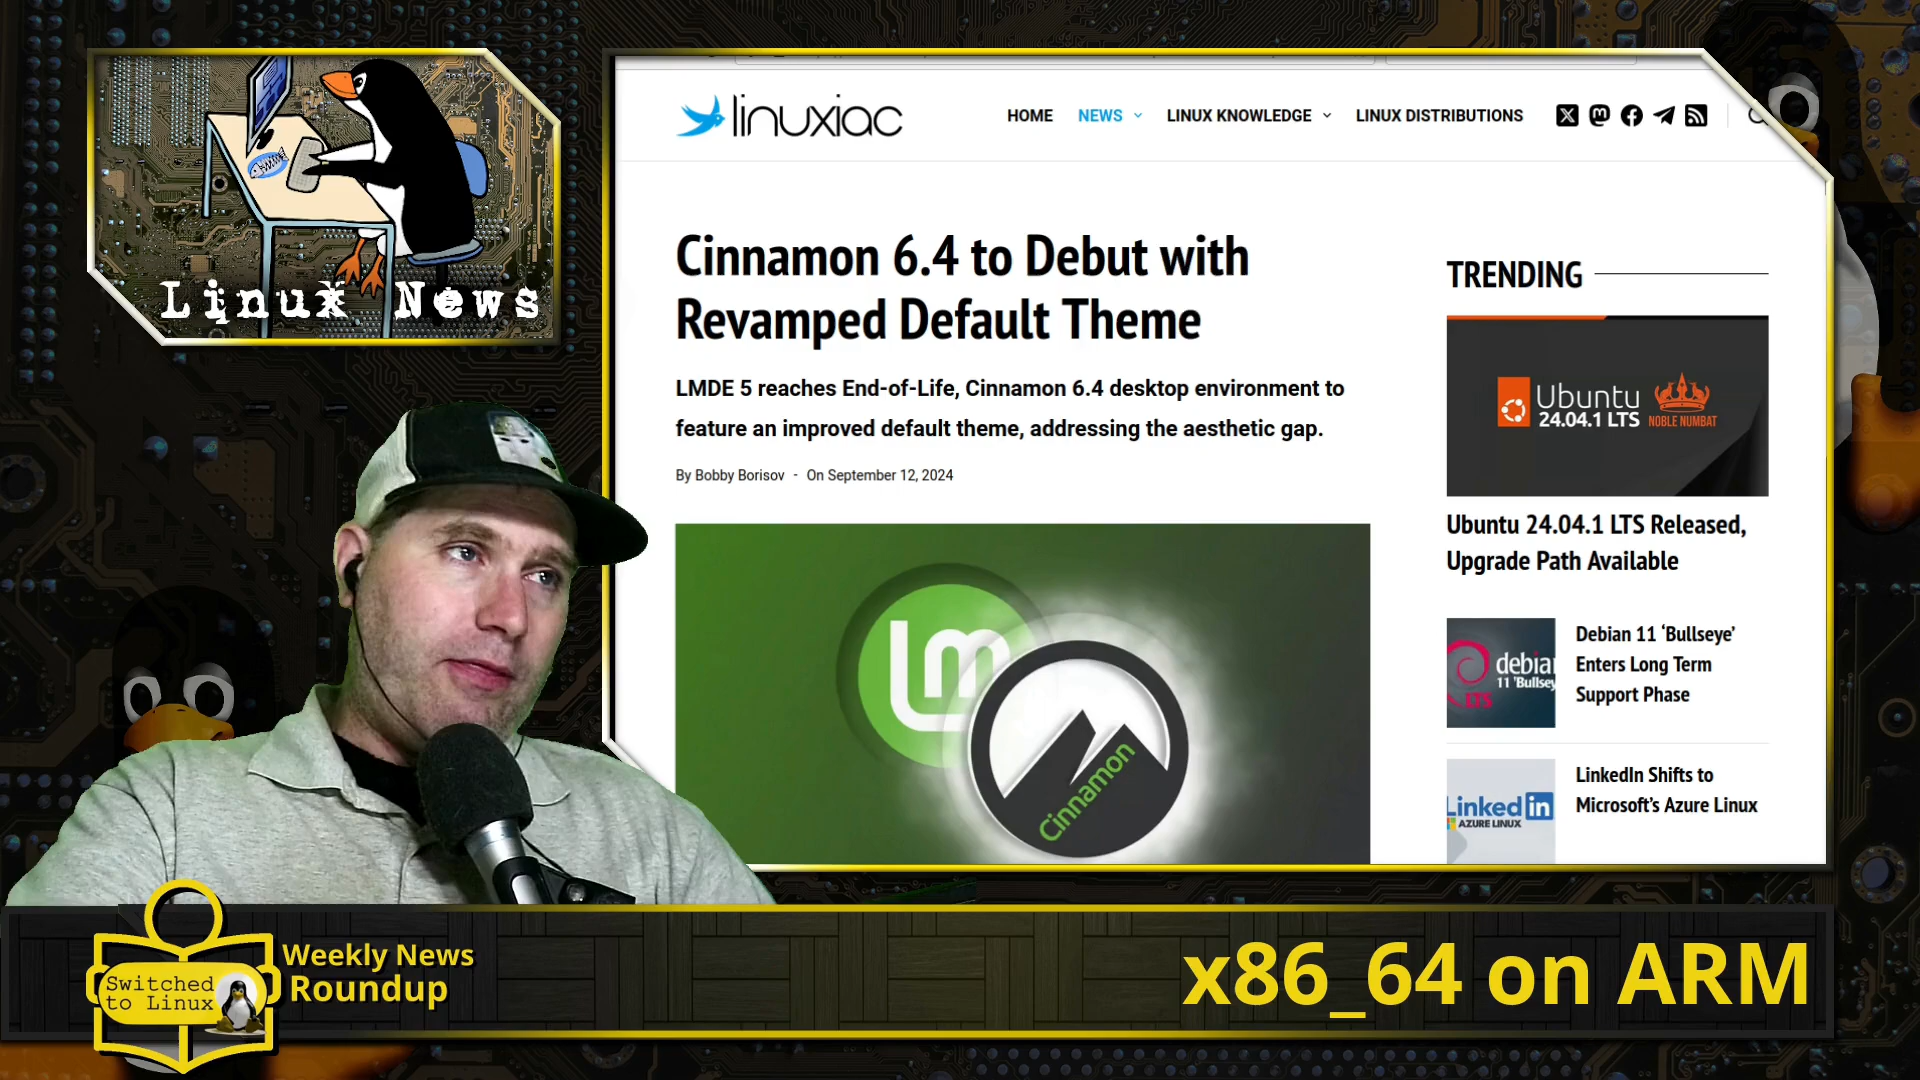 Linux News
linuxiac
HOME NEWS LINUX KNOWLEDGE LINUX DISTRIBUTIONS
Cinnamon 6.4 to Debut with
Revamped Default Theme
LMDE 5 reaches End-of-Life, Cinnamon 6.4 desktop environment to
feature an improved default theme, addressing the aesthetic gap.
By Bobby Borisov - On September 12, 2024
lm
Cinnamon
TRENDING
Ubuntu
24.04.1 LTS NOBLE NUMBAT
Ubuntu 24.04.1 LTS Released,
Upgrade Path Available
debian
11 'Bullsey
LTS
Debian 11 ‘Bullseye’
Enters Long Term
Support Phase
Linked in
AZURE LINUX
LinkedIn Shifts to
Microsoft’s Azure Linux
Switched
to Linux
Weekly News
Roundup
x86_64 on ARM